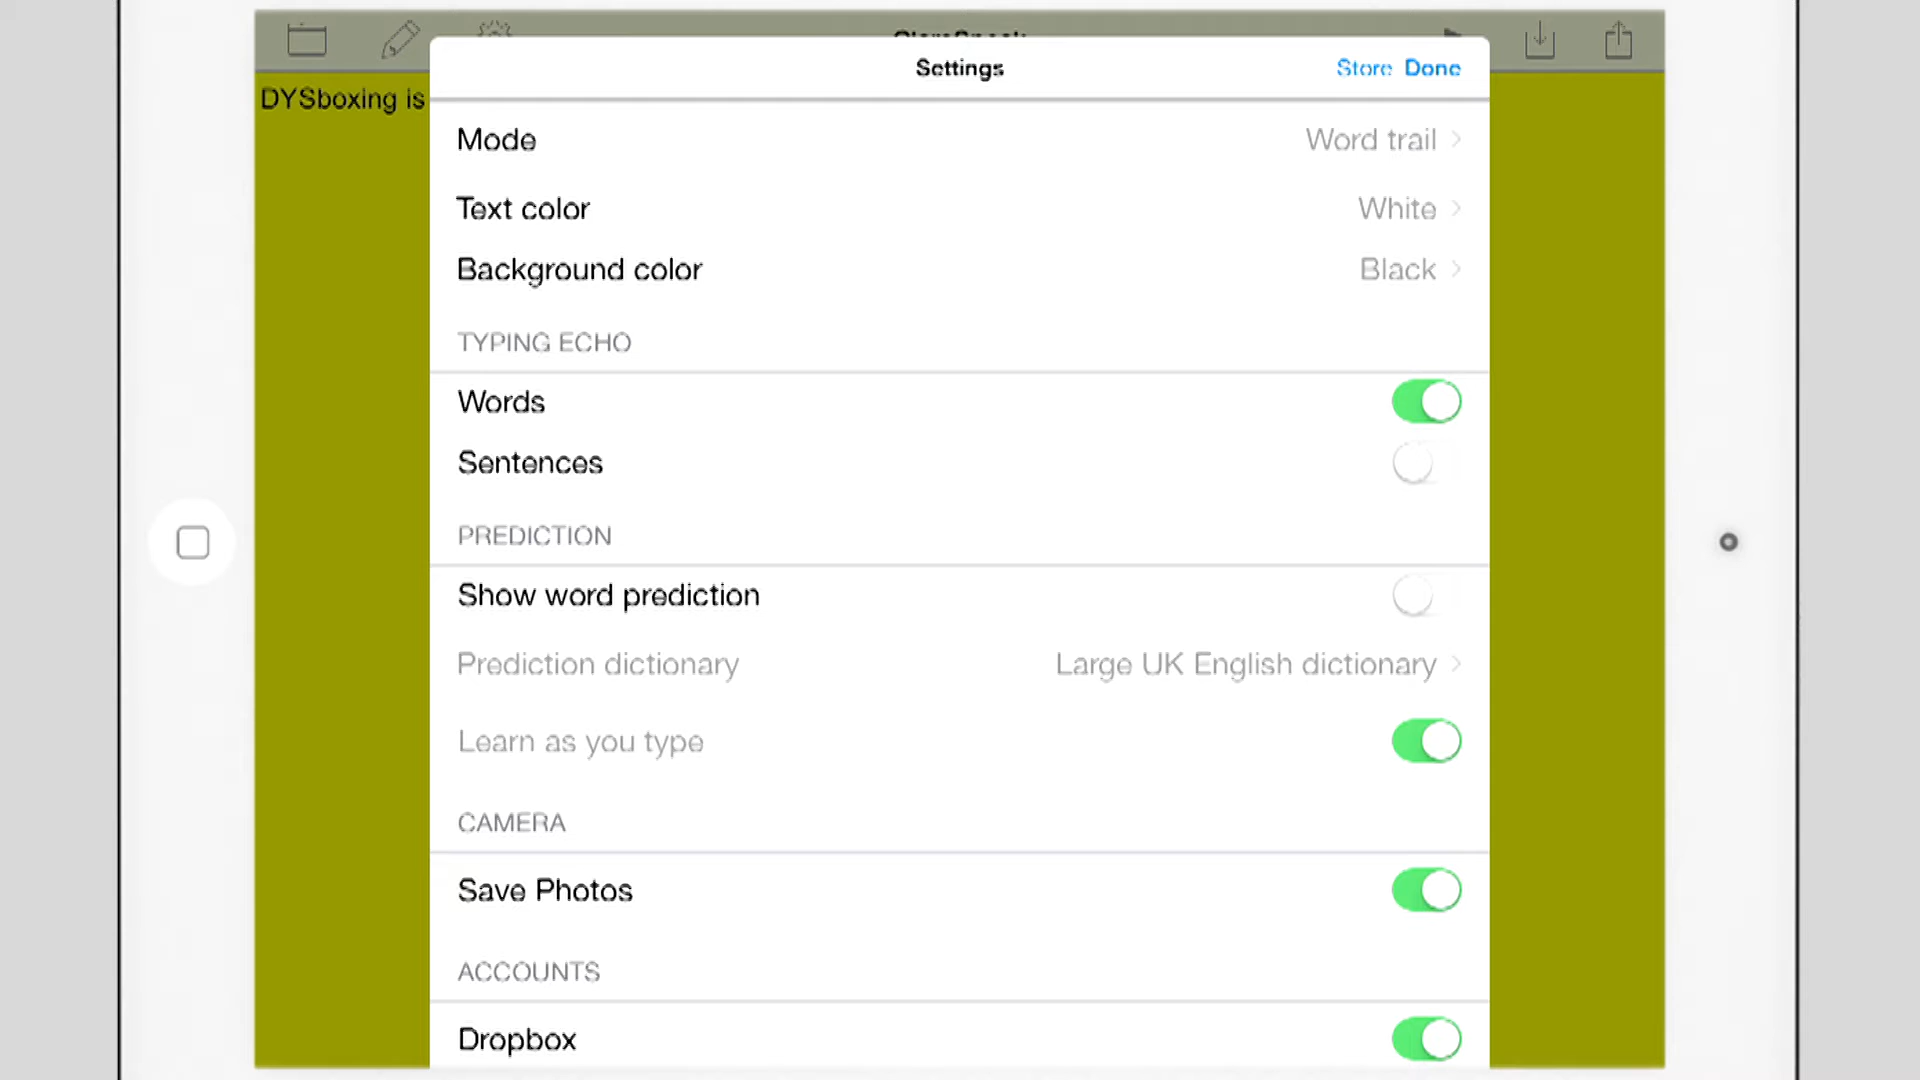 Settings Store Done
DYSboxing is
Mode Word trail
Text color White
Background color Black
TYPING ECHO
Words
Sentences
PREDICTION
Show word prediction
Prediction dictionary Large UK English dictionary
Learn as you type
CAMERA
Save Photos
ACCOUNTS
Dropbox